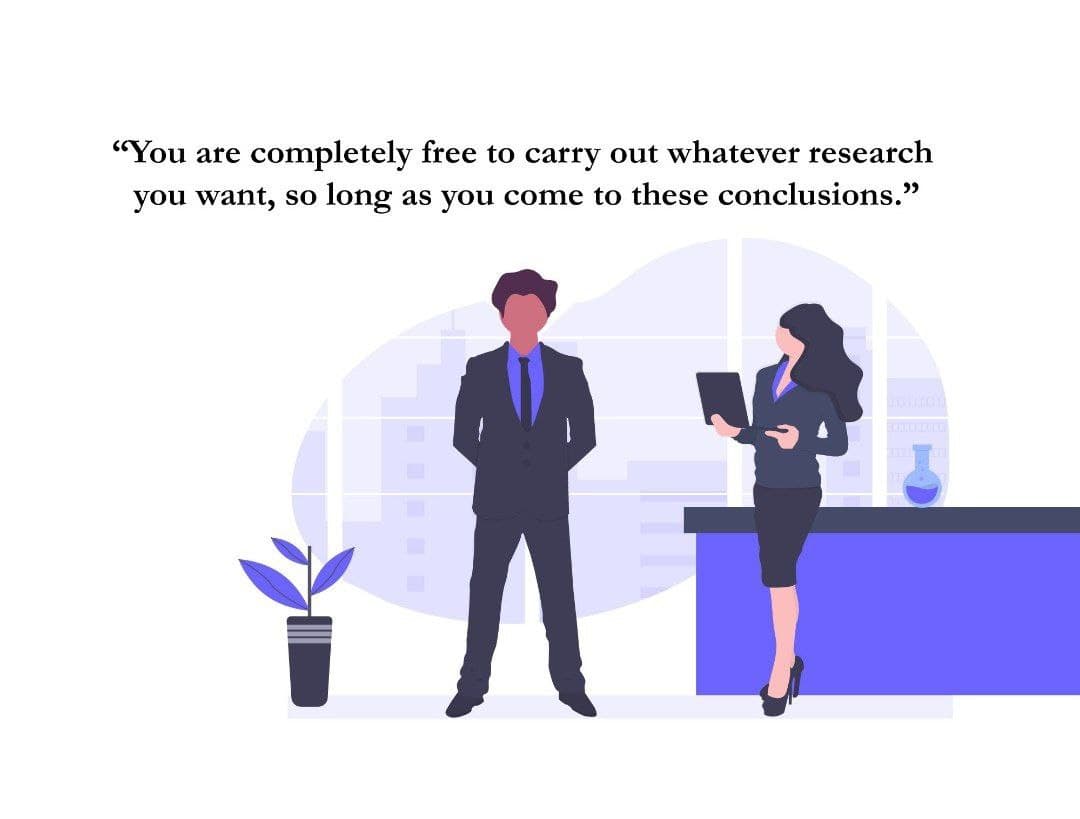 “You are completely free to carry out whatever research
you want, so long as you come to these conclusions.”